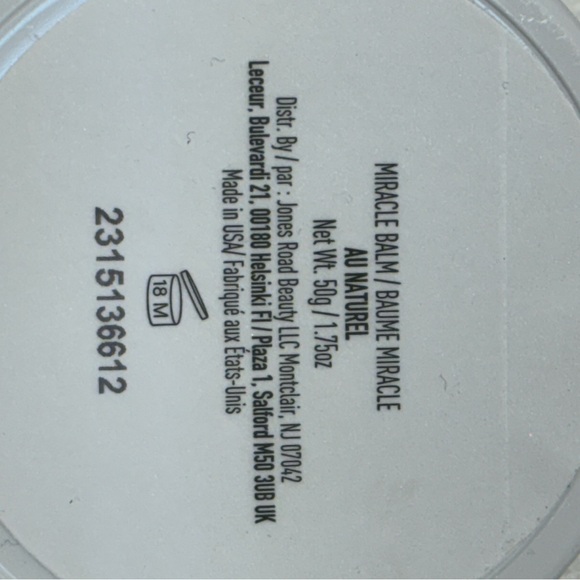 MIRACLE BALM / BAUME MIRACLE
AU NATUREL
Net Wt. 50g / 1.75oz
Distr. By / par : Jones Road Beauty LLC Montclair, NJ 07042
Leceur, Bulevardi 21, 00180 Helsinki FI / Plaza 1, Salford M50 3UB UK
Made in USA/ Fabriqué aux États-Unis
18 M
2315136612